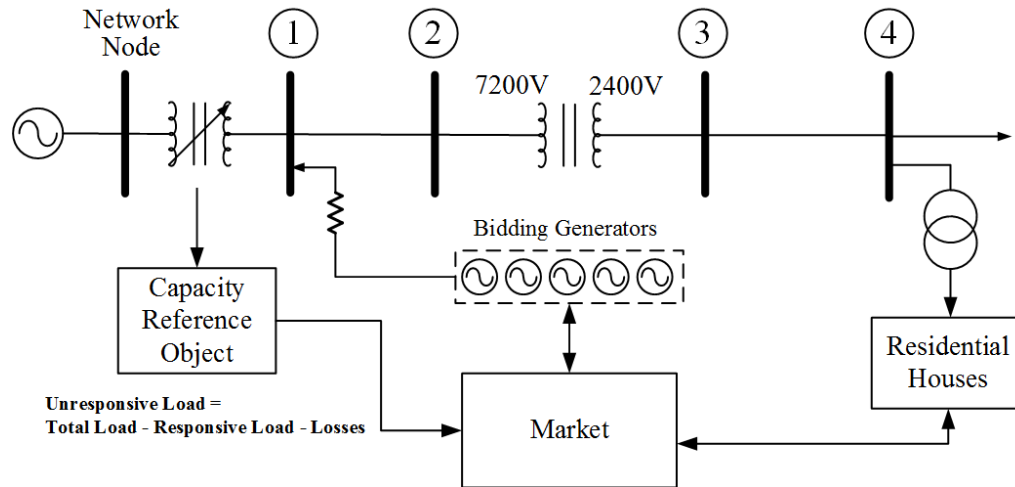 Network
Node
1
2
3
4
7200V
2400V
Bidding Generators
Capacity
Reference
Object
Residential
Houses
Unresponsive Load =
Total Load - Responsive Load - Losses
Market